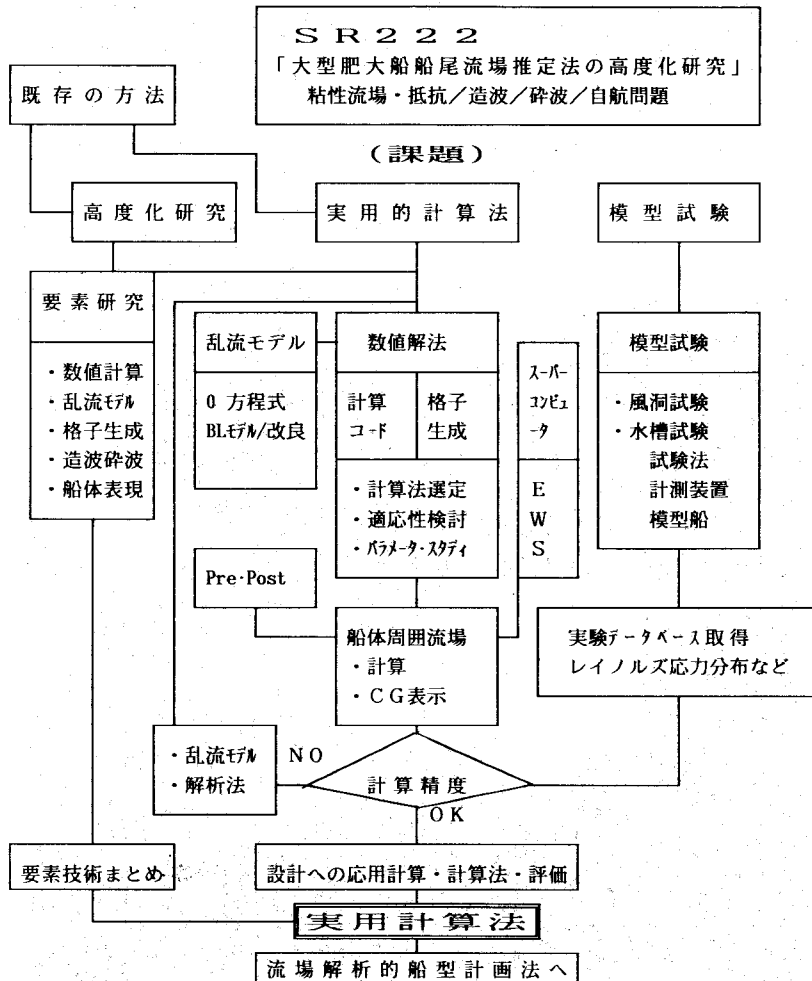 SR222
「大型肥大船船尾流場推定法の高度化研究」
粘性流場・抵抗／造波／砕波／自航問題
既存の方法
(課題)
高度化研究
実用的計算法
模型試験
要素研究
・数値計算
・乱流ﾓﾃﾞﾙ
・格子生成
・造波砕波
・船体表現
乱流モデル
0 方程式
BLﾓﾃﾞﾙ/改良
数値解法
計算
コード
格子
生成
・計算法選定
・適応性検討
・ﾊﾟﾗﾒｰﾀ・ｽﾀﾃﾞｨ
ｽｰﾊﾟｰ
ｺﾝﾋﾟｭ
ｰﾀ
E
W
S
模型試験
・風洞試験
・水槽試験
試験法
計測装置
模型船
Pre・Post
船体周囲流場
・計算
・CG表示
実験データベース取得
レイノルズ応力分布など
・乱流ﾓﾃﾞﾙ
・解析法
NO
計算精度
OK
要素技術まとめ
設計への応用計算・計算法・評価
実用計算法
流場解析的船型計画法へ